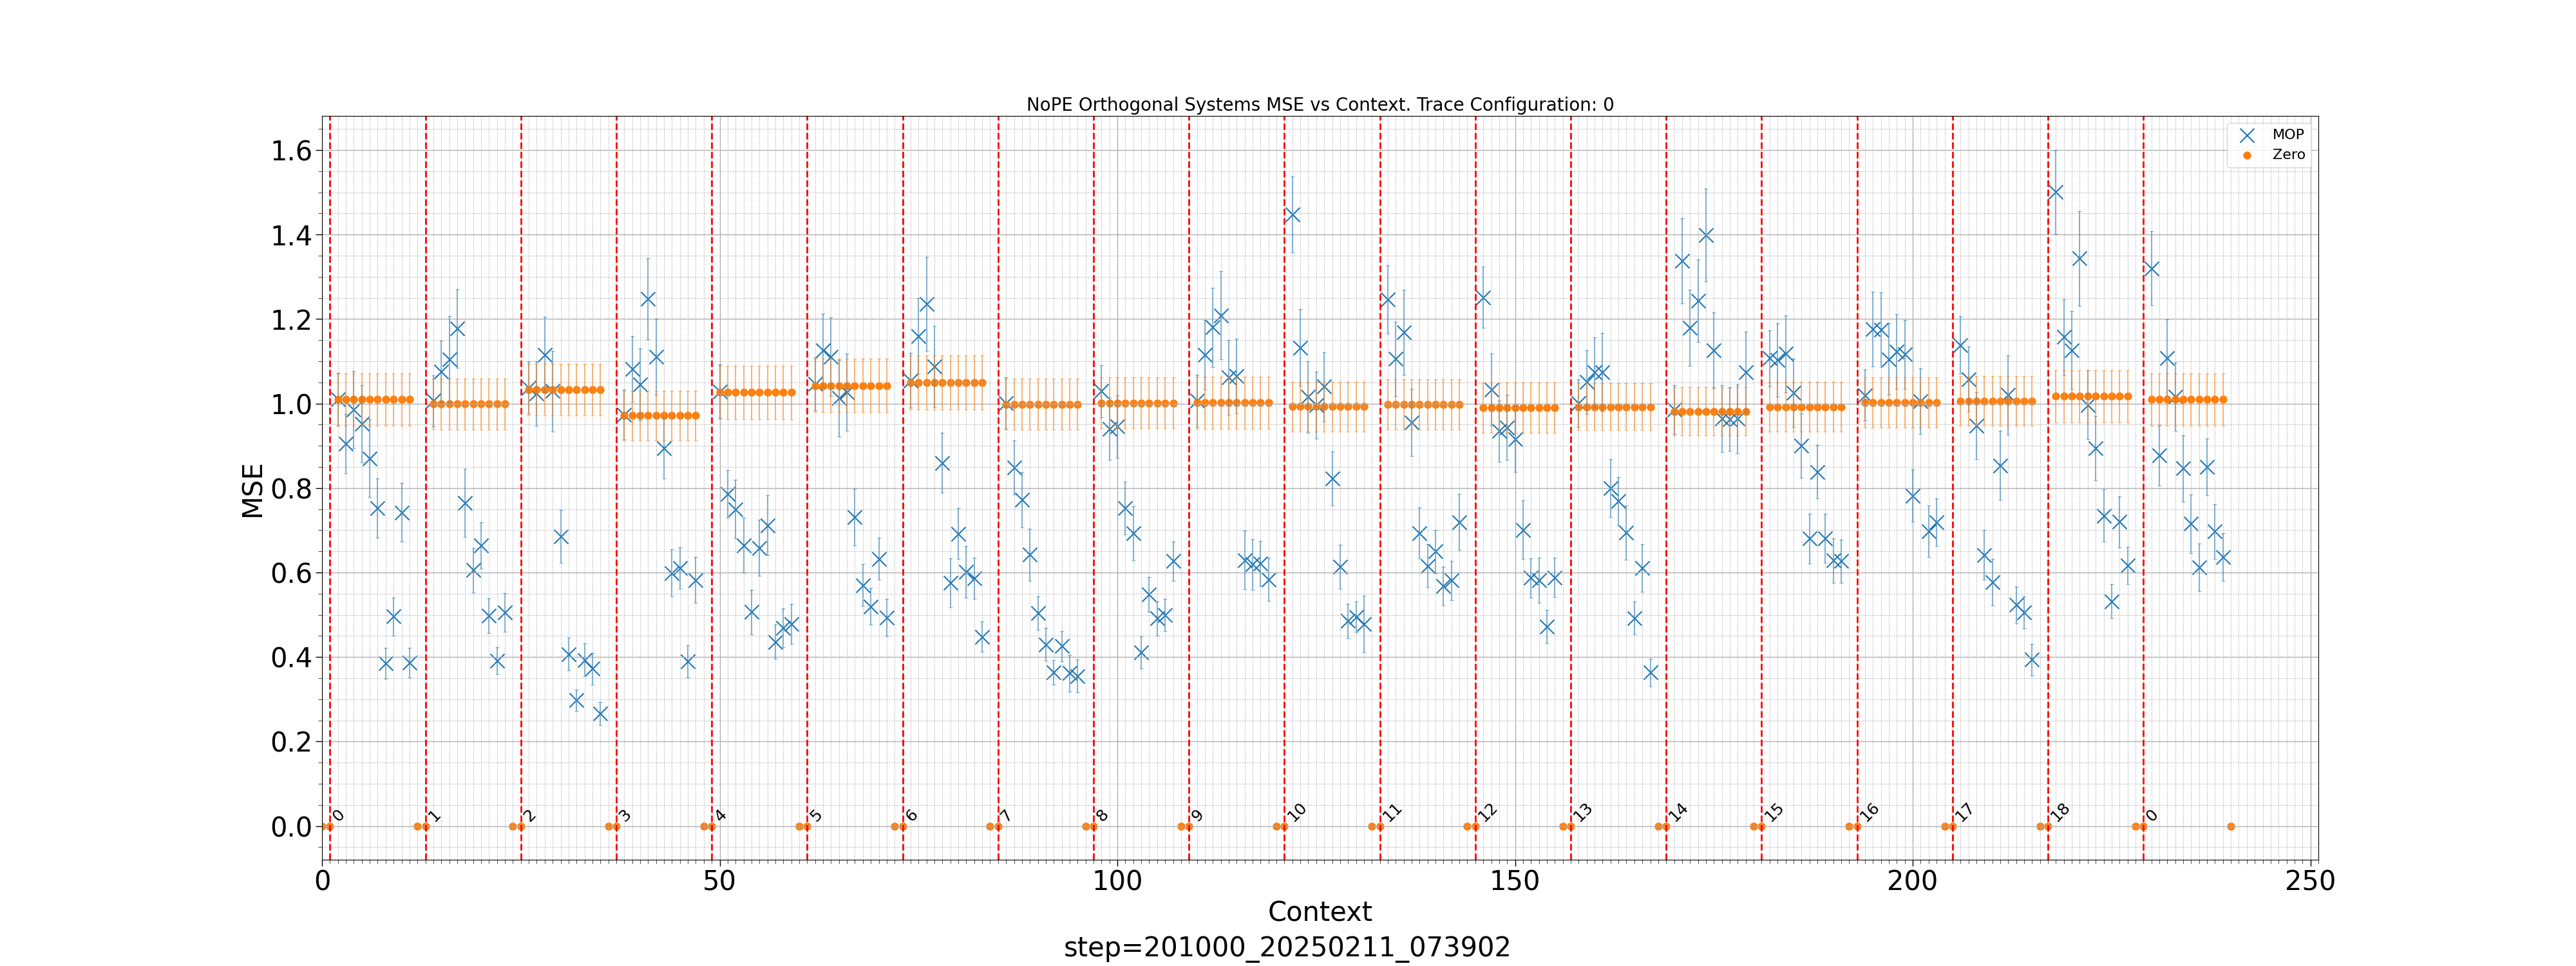 NoPE Orthogonal Systems MSE vs Context. Trace Configuration: 0
MOP
Zero
MSE
1.6
1.4
1.2
1.0
0.8
0.6
0.4
0.2
0.0
0 1 2 3 4 5 6 7 8 9 10 11 12 13 14 15 16 17 18 0
0 50 100 150 200 250
Context
step=201000_20250211_073902